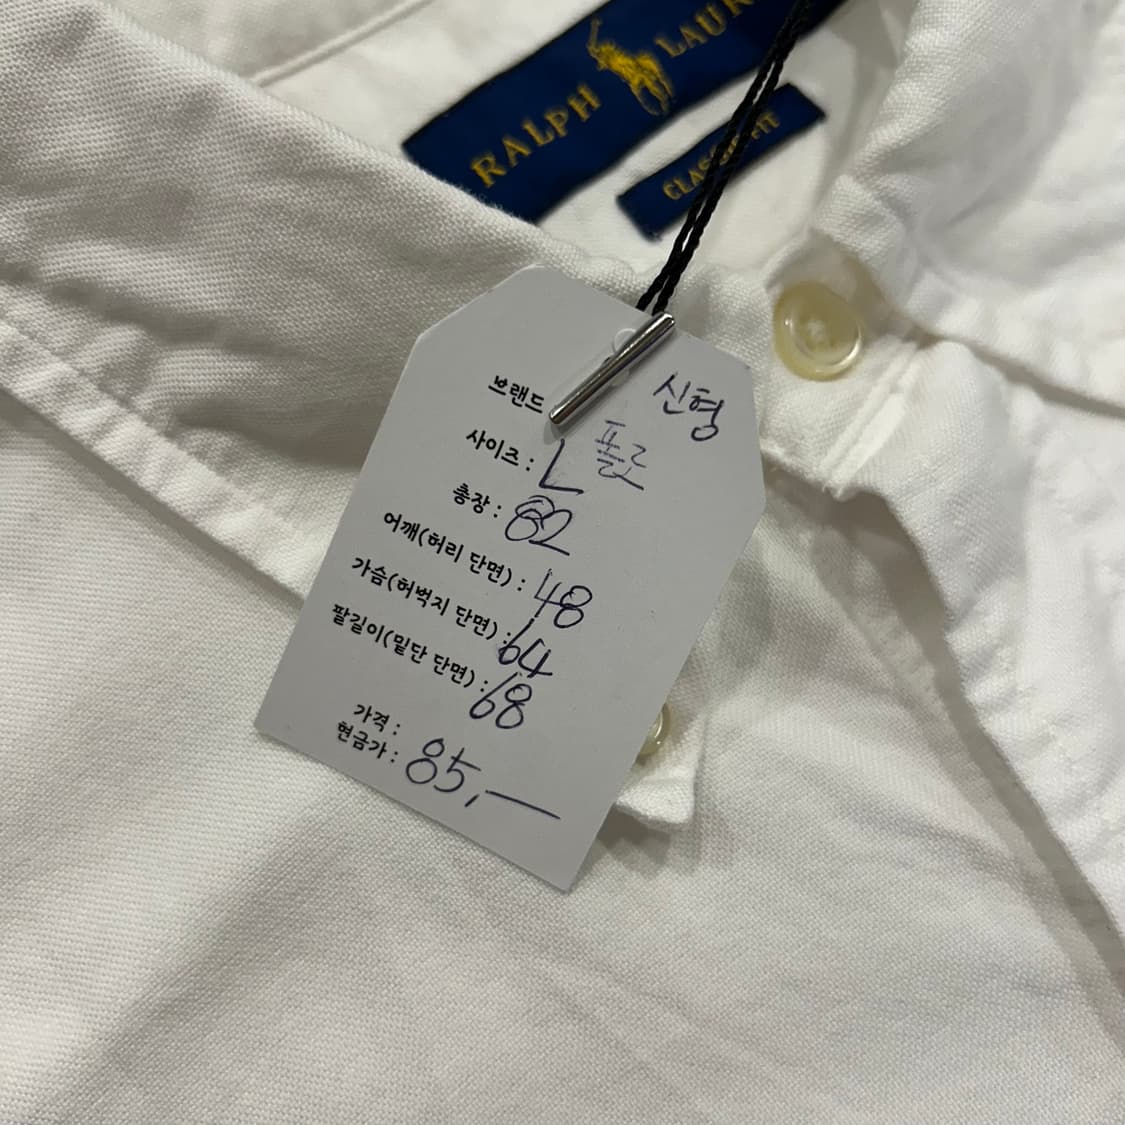 RALPH LAUR
CLASSIC FIT
브랜드 신형
사이즈 : L 폴로
총장 : 82
어깨(허리 단면) : 48
가슴(허벅지 단면) : 64
팔길이(밑단 단면) : 68
가격 :
현금가 : 85,—